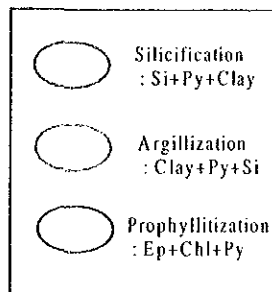 Silicification
: Si+Py+Clay
Argillization
: Clay+Py+Si
Prophyllitization
: Ep+Chl+Py